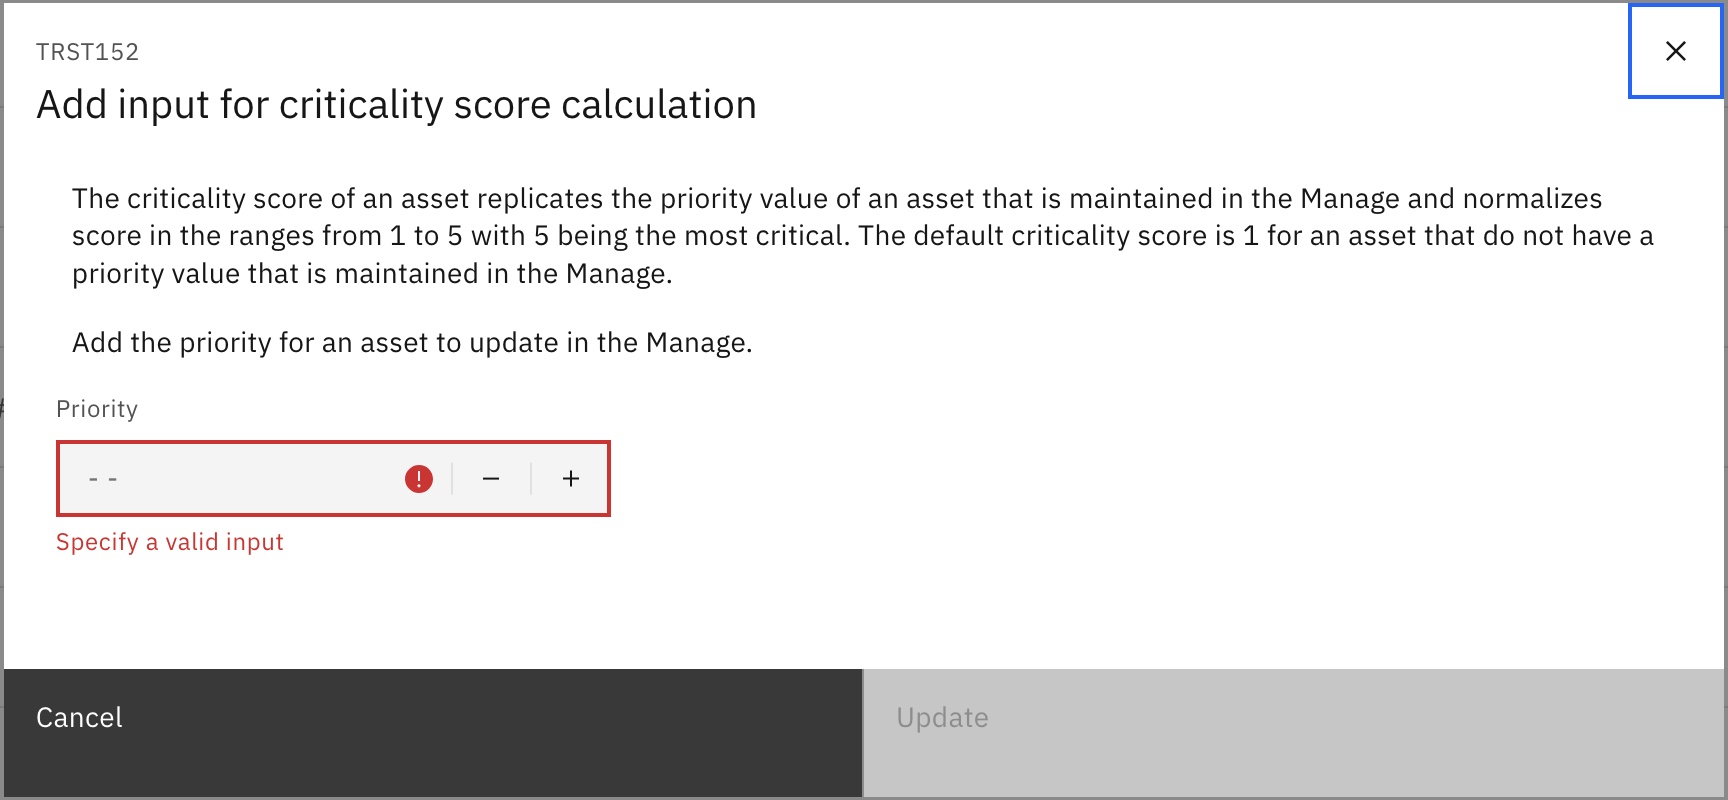 TRST152
Add input for criticality score calculation
The criticality score of an asset replicates the priority value of an asset that is maintained in the Manage and normalizes
score in the ranges from 1 to 5 with 5 being the most critical. The default criticality score is 1 for an asset that do not have a
priority value that is maintained in the Manage.
Add the priority for an asset to update in the Manage.
Priority
--
Specify a valid input
Cancel
Update